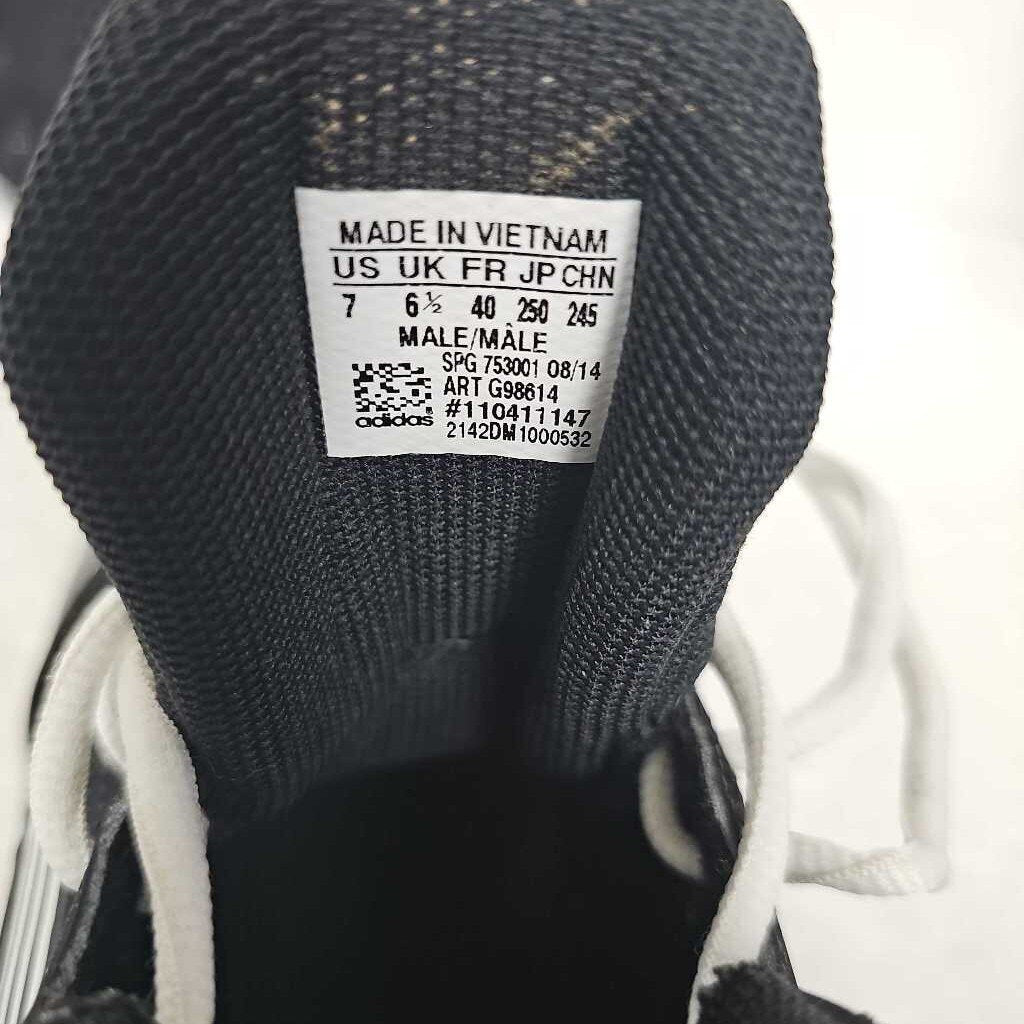 MADE IN VIETNAM
US UK FR JP CHN
7 6½ 40 250 245
MALE/MÂLE
SPG 753001 08/14
ART G98614
#110411147
adidas
2142DM1000532